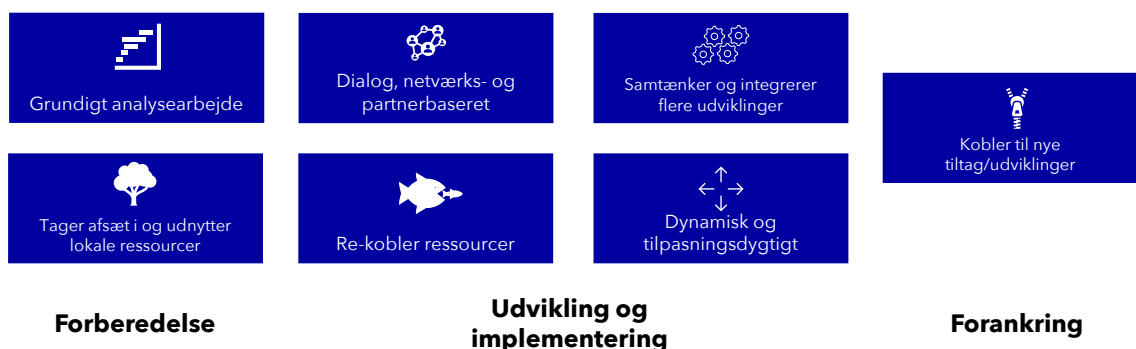 Grundigt analysearbejde
Dialog, netværks- og
partnerbaseret
Samtænker og integrerer
flere udviklinger
Kobler til nye
tiltag/udviklinger
Tager afsæt i og udnytter
lokale ressourcer
Re-kobler ressourcer
Dynamisk og
tilpasningsdygtigt
Forberedelse
Udvikling og
implementering
Forankring